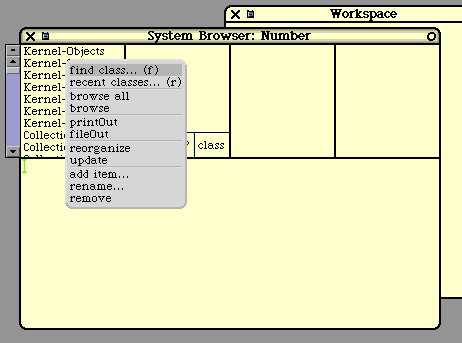 Workspace
System Browser: Number
Kernel-Objects
Kernel-
Kernel-
Kernel-
Kernel-
Kernel-
Kernel-
Collectio
Collectio
find class... (f)
recent classes... (r)
browse all
browse
printOut
fileOut
reorganize
update
add item...
rename...
remove
? class